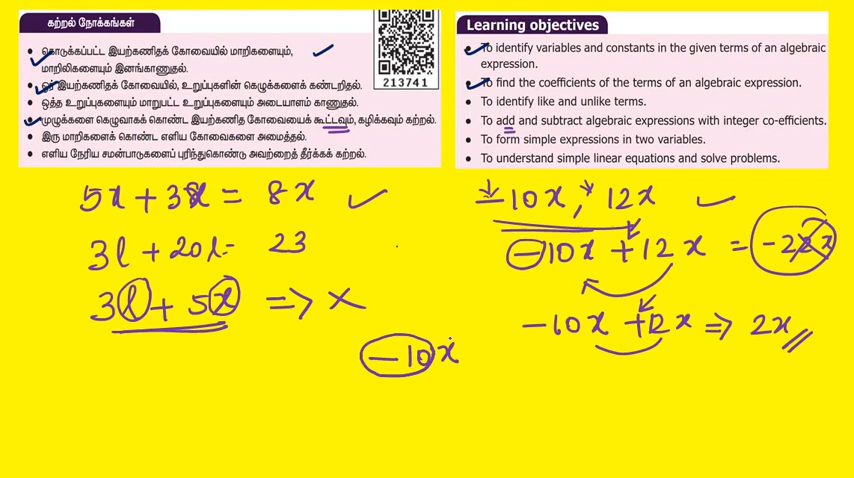 கற்றல் நோக்கங்கள்
கொடுக்கப்பட்ட இயற்கணிதக் கோவையில் மாறிகளையும்,
மாறிலிகளையும் இனங்காணுதல்.
ஓர் இயற்கணிதக் கோவையில், உறுப்புகளின் கெழுக்களைக் கண்டறிதல்.
ஒத்த உறுப்புகளையும் மாறுபட்ட உறுப்புகளையும் அடையாளம் காணுதல்.
முழுக்களை கெழுவாகக் கொண்ட இயற்கணித கோவையைக் கூட்டவும், கழிக்கவும் கற்றல்.
இரு மாறிகளைக் கொண்ட எளிய கோவைகளை அமைத்தல்.
எளிய நேரிய சமன்பாடுகளைப் புரிந்துகொண்டு அவற்றைத் தீர்க்கக் கற்றல்.
213741
Learning objectives
To identify variables and constants in the given terms of an algebraic
expression.
To find the coefficients of the terms of an algebraic expression.
To identify like and unlike terms.
To add and subtract algebraic expressions with integer co-efficients.
To form simple expressions in two variables.
To understand simple linear equations and solve problems.
5x + 3x = 8x
3l + 20l = 23
3l + 5x => x
-10x
-10x, 12x
-10x + 12x =
-10x + 12x => 2x